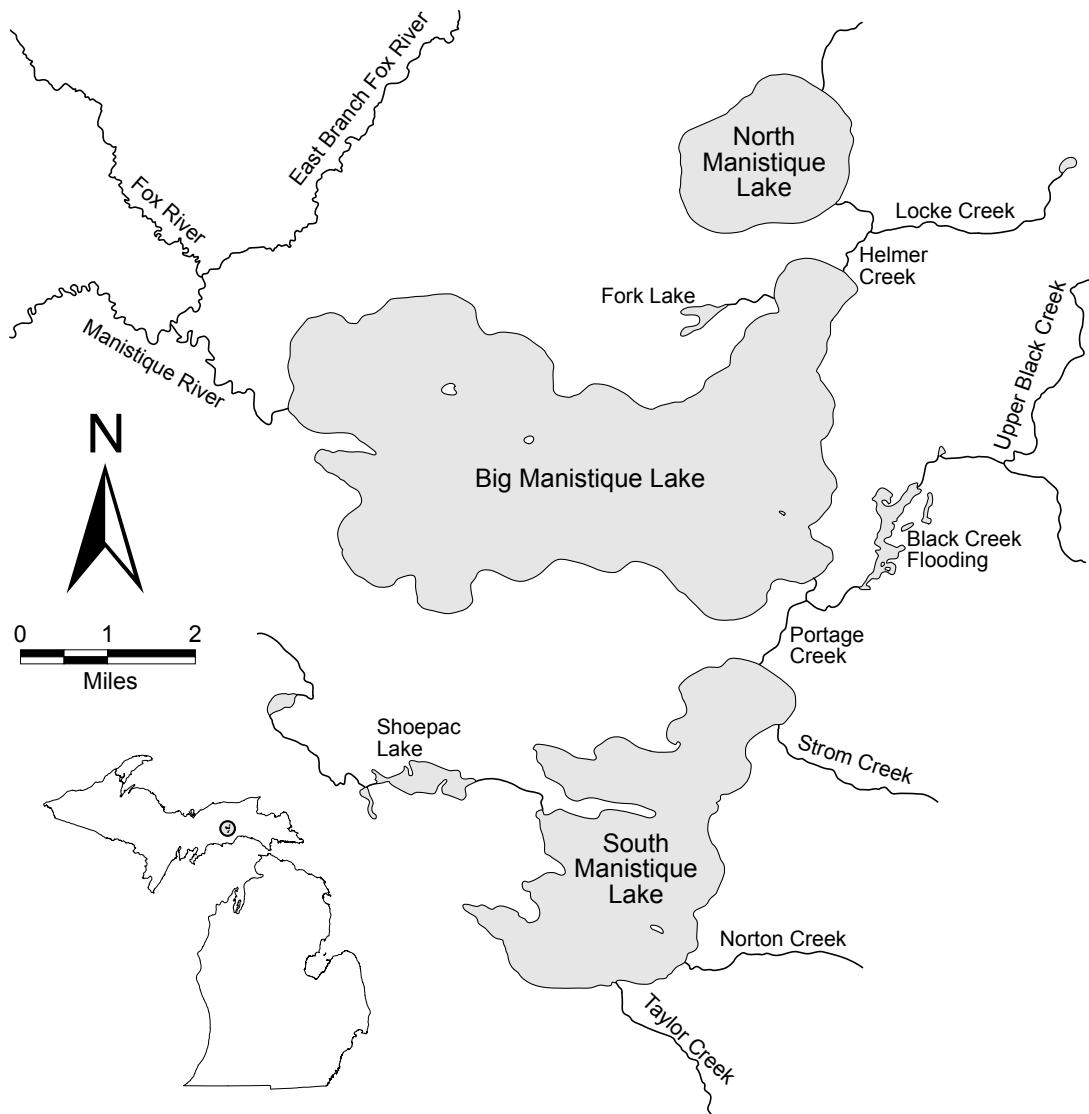 East Branch Fox River
Fox River
Manistique River
North
Manistique
Lake
Locke Creek
Helmer
Creek
Fork Lake
Upper Black Creek
N
Big Manistique Lake
Black Creek
Flooding
0 1 2
Miles
Portage
Creek
Shoepac
Lake
Strom Creek
South
Manistique
Lake
Norton Creek
Taylor Creek